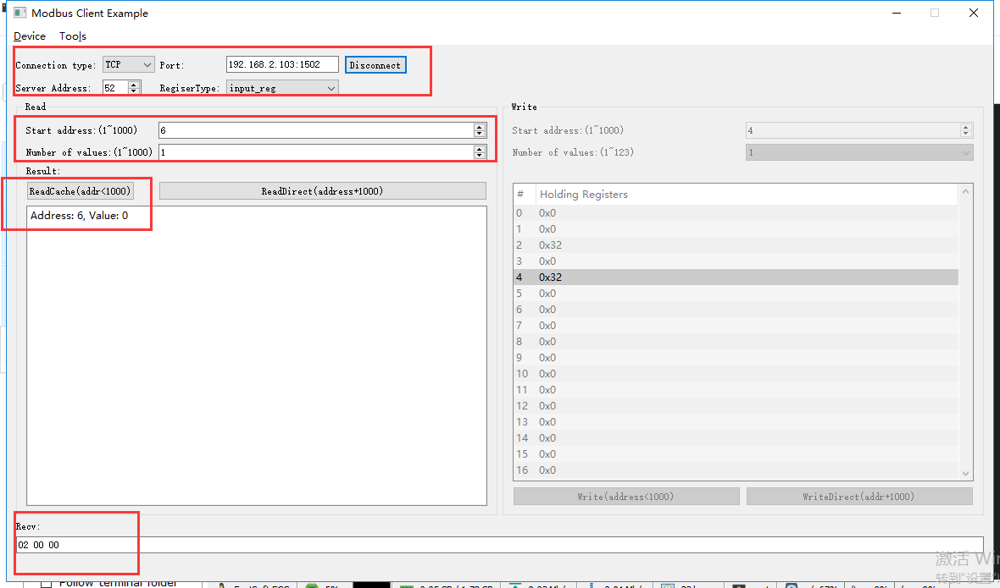 Modbus Client Example
Device Tools
Connection type: TCP Port: 192.168.2.103:1502 Disconnect
Server Address: 52 RegiserType: input_reg
Read
Start address:(1~1000) 6
Number of values:(1~1000) 1
Result:
ReadCache(addr<1000) ReadDirect(address+1000)
Address: 6, Value: 0
Write
Start address:(1~1000) 4
Number of values:(1~123) 1
# Holding Registers
0 0x0
1 0x0
2 0x32
3 0x0
4 0x32
5 0x0
6 0x0
7 0x0
8 0x0
9 0x0
10 0x0
11 0x0
12 0x0
13 0x0
14 0x0
15 0x0
16 0x0
Write(address<1000) WriteDirect(addr+1000)
Recv:
02 00 00
激活 Win
转到"设置"
Follow terminal folder